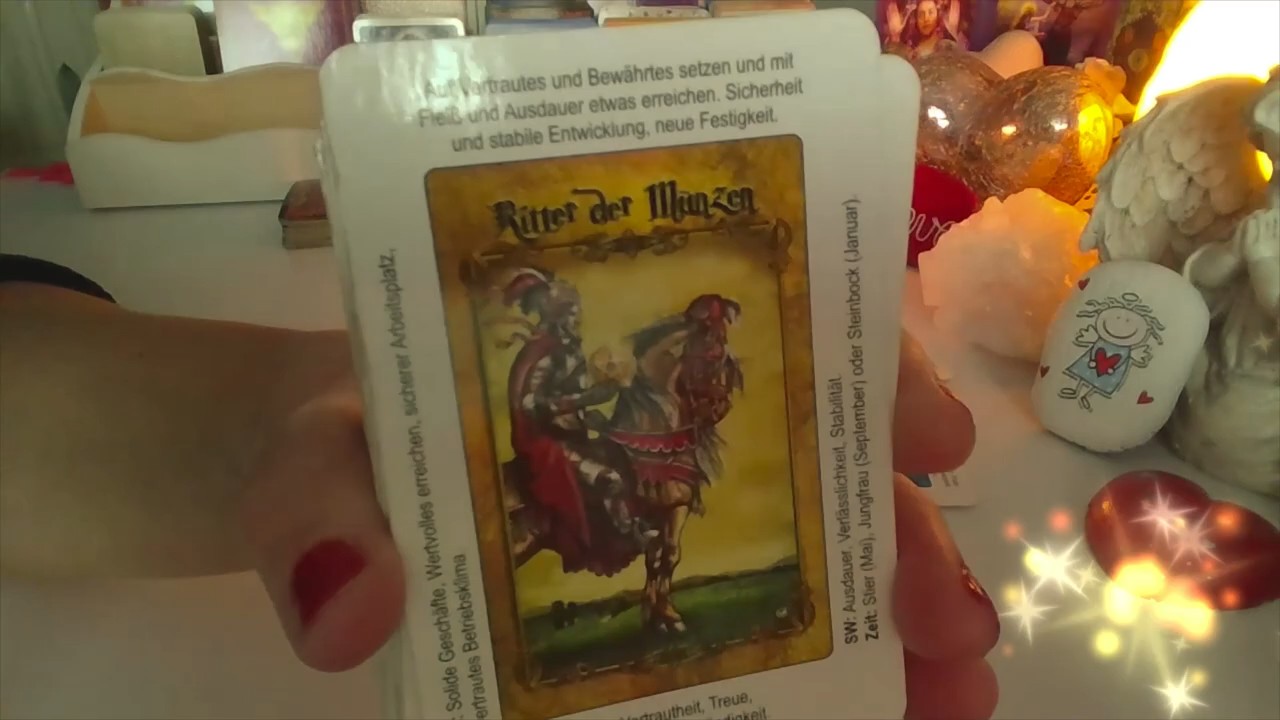 Auf Vertrautes und Bewährtes setzen und mit
Fleiß und Ausdauer etwas erreichen. Sicherheit
und stabile Entwicklung, neue Festigkeit.
Ritter der Münzen
Solide Geschäfte, Wertvolles erreichen, sicherer Arbeitsplatz,
ertrautes Betriebsklima
SW: Ausdauer, Verlässlichkeit, Stabilität.
Zeit: Stier (Mai), Jungfrau (September) oder Steinbock (Januar).
Vertrautheit, Treue,